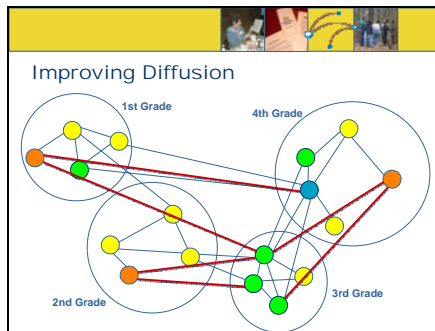 Improving Diffusion
1st Grade
4th Grade
2nd Grade
3rd Grade